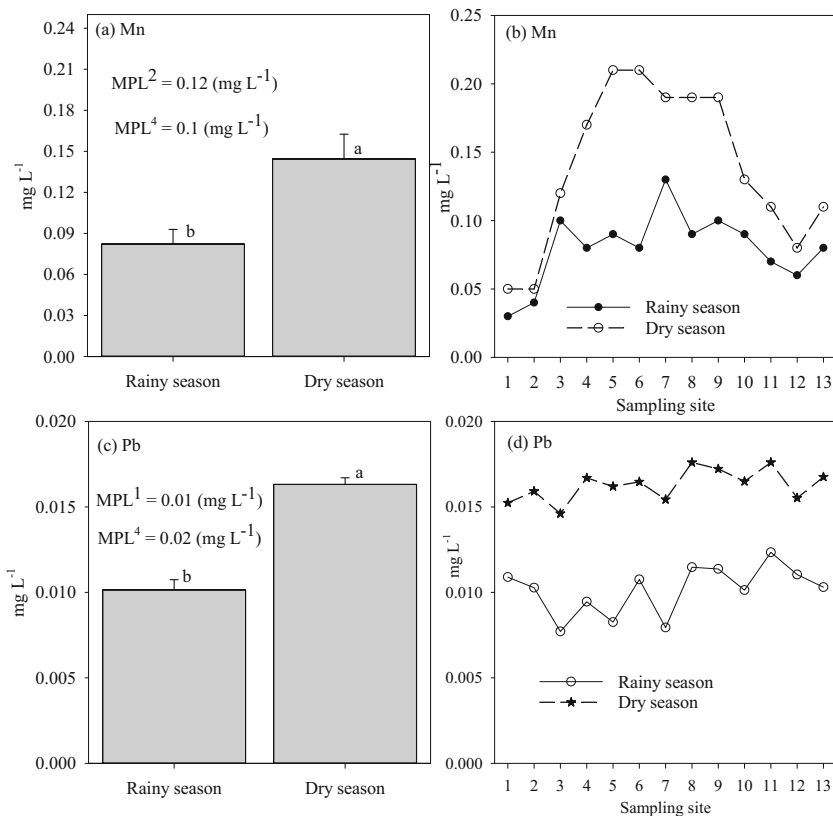 (a) Mn
MPL2 = 0.12 (mg L-1)
MPL4 = 0.1 (mg L-1)
0.24
0.21
0.18
0.15
0.12
0.09
0.06
0.03
0.00
mg L-1
b
a
Rainy season
Dry season
(b) Mn
0.25
0.20
0.15
0.10
0.05
0.00
mg L-1
Rainy season
Dry season
1 2 3 4 5 6 7 8 9 10 11 12 13
Sampling site
(c) Pb
MPL1 = 0.01 (mg L-1)
MPL4 = 0.02 (mg L-1)
0.020
0.015
0.010
0.005
0.000
mg L-1
b
a
Rainy season
Dry season
(d) Pb
0.020
0.015
0.010
0.005
0.000
mg L-1
Rainy season
Dry season
1 2 3 4 5 6 7 8 9 10 11 12 13
Sampling site